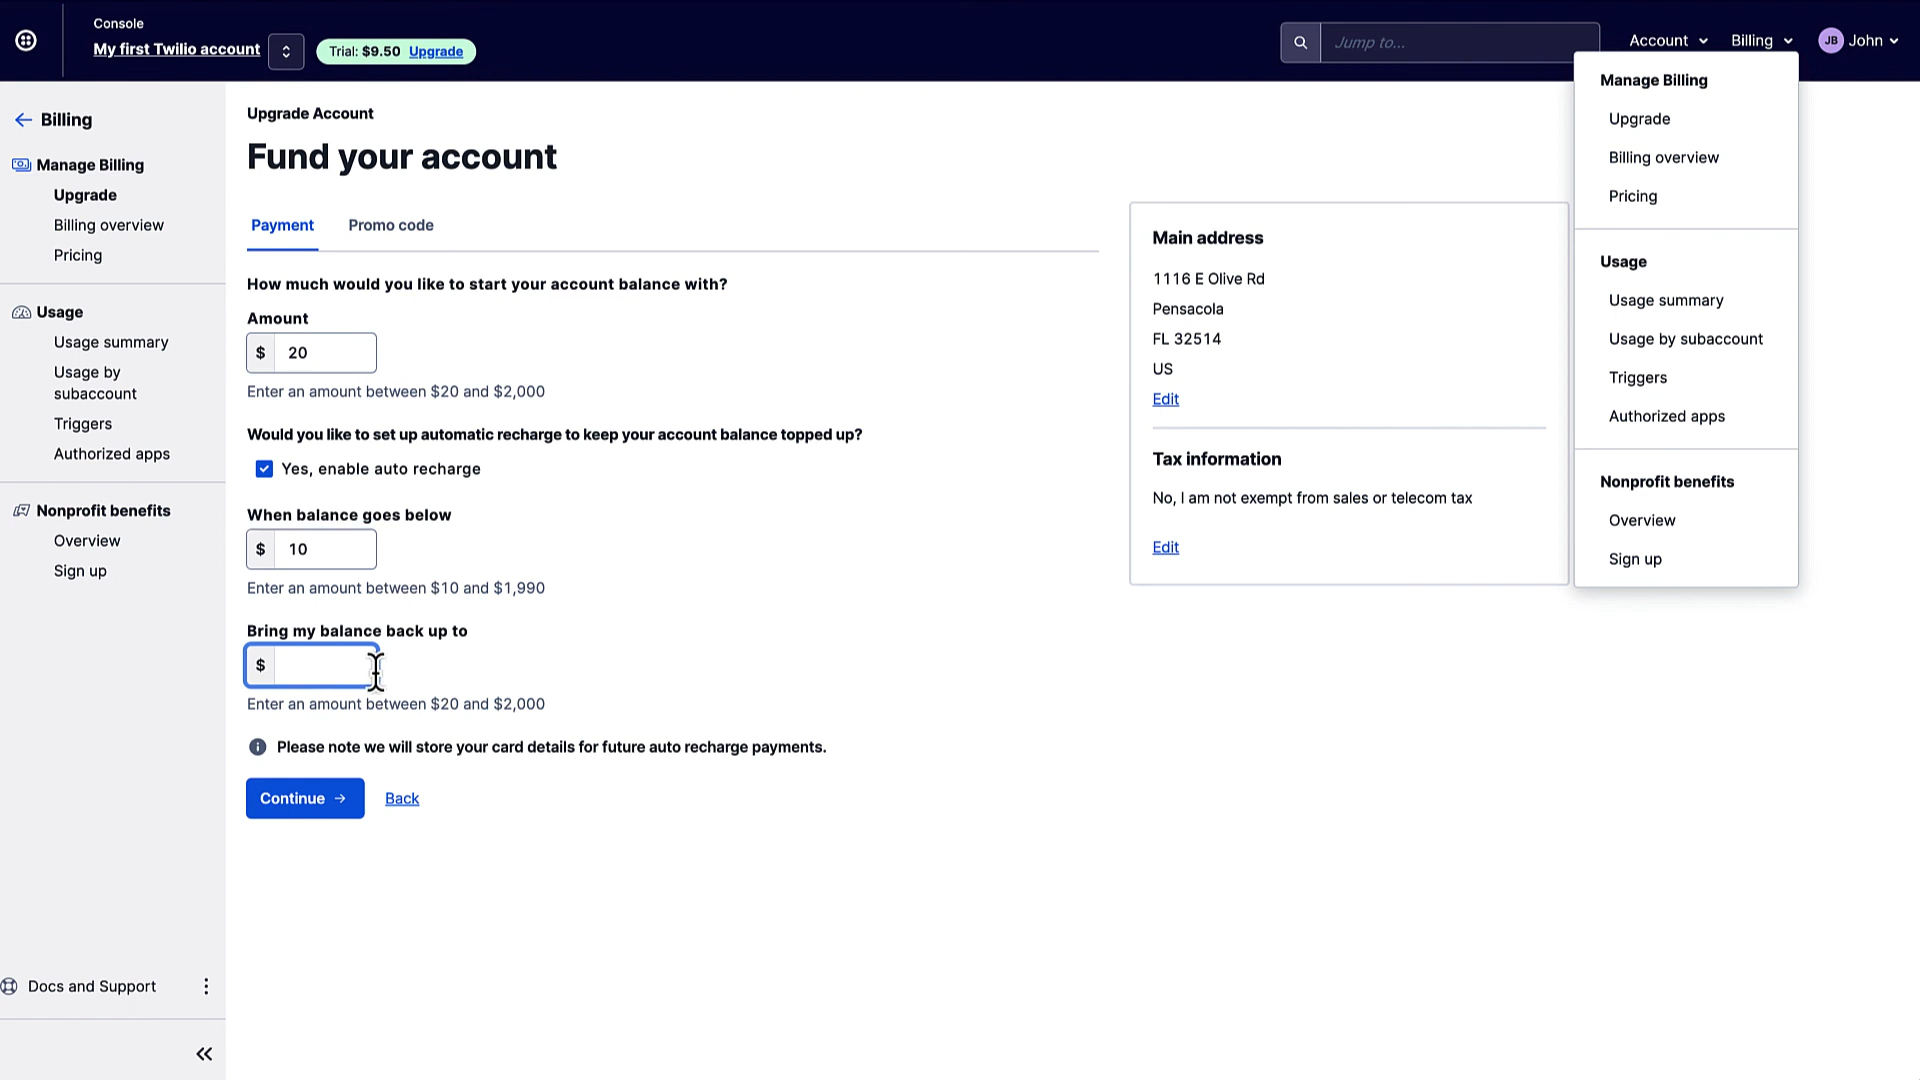 Console
My first Twilio account
Trial: $9.50 Upgrade
Jump to...
Account
Billing
JB John
Billing
Manage Billing
Upgrade
Billing overview
Pricing
Usage
Usage summary
Usage by
subaccount
Triggers
Authorized apps
Nonprofit benefits
Overview
Sign up
Docs and Support
Upgrade Account
Fund your account
Payment
Promo code
How much would you like to start your account balance with?
Amount
$ 20
Enter an amount between $20 and $2,000
Would you like to set up automatic recharge to keep your account balance topped up?
Yes, enable auto recharge
When balance goes below
$ 10
Enter an amount between $10 and $1,990
Bring my balance back up to
$
Enter an amount between $20 and $2,000
Please note we will store your card details for future auto recharge payments.
Continue →
Back
Main address
1116 E Olive Rd
Pensacola
FL 32514
US
Edit
Tax information
No, I am not exempt from sales or telecom tax
Edit
Manage Billing
Upgrade
Billing overview
Pricing
Usage
Usage summary
Usage by subaccount
Triggers
Authorized apps
Nonprofit benefits
Overview
Sign up